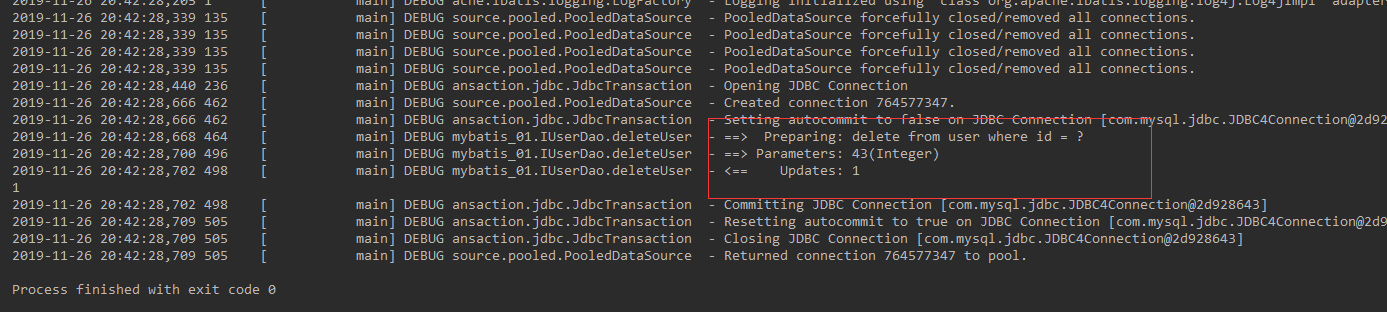 2019-11-26 20:42:28,205 1      [           main] DEBUG ache.ibatis.logging.LogFactory  - Logging initialized using 'class org.apache.ibatis.logging.log4j.Log4jImpl' adapter
2019-11-26 20:42:28,339 135    [           main] DEBUG source.pooled.PooledDataSource  - PooledDataSource forcefully closed/removed all connections.
2019-11-26 20:42:28,339 135    [           main] DEBUG source.pooled.PooledDataSource  - PooledDataSource forcefully closed/removed all connections.
2019-11-26 20:42:28,339 135    [           main] DEBUG source.pooled.PooledDataSource  - PooledDataSource forcefully closed/removed all connections.
2019-11-26 20:42:28,339 135    [           main] DEBUG source.pooled.PooledDataSource  - PooledDataSource forcefully closed/removed all connections.
2019-11-26 20:42:28,440 236    [           main] DEBUG ansaction.jdbc.JdbcTransaction  - Opening JDBC Connection
2019-11-26 20:42:28,666 462    [           main] DEBUG source.pooled.PooledDataSource  - Created connection 764577347.
2019-11-26 20:42:28,666 462    [           main] DEBUG ansaction.jdbc.JdbcTransaction  - Setting autocommit to false on JDBC Connection [com.mysql.jdbc.JDBC4Connection@2d92
2019-11-26 20:42:28,668 464    [           main] DEBUG mybatis_01.IUserDao.deleteUser  - ==>  Preparing: delete from user where id = ?
2019-11-26 20:42:28,700 496    [           main] DEBUG mybatis_01.IUserDao.deleteUser  - ==> Parameters: 43(Integer)
2019-11-26 20:42:28,702 498    [           main] DEBUG mybatis_01.IUserDao.deleteUser  - <==    Updates: 1
1
2019-11-26 20:42:28,702 498    [           main] DEBUG ansaction.jdbc.JdbcTransaction  - Committing JDBC Connection [com.mysql.jdbc.JDBC4Connection@2d928643]
2019-11-26 20:42:28,709 505    [           main] DEBUG ansaction.jdbc.JdbcTransaction  - Resetting autocommit to true on JDBC Connection [com.mysql.jdbc.JDBC4Connection@2d92
2019-11-26 20:42:28,709 505    [           main] DEBUG ansaction.jdbc.JdbcTransaction  - Closing JDBC Connection [com.mysql.jdbc.JDBC4Connection@2d928643]
2019-11-26 20:42:28,709 505    [           main] DEBUG source.pooled.PooledDataSource  - Returned connection 764577347 to pool.
Process finished with exit code 0